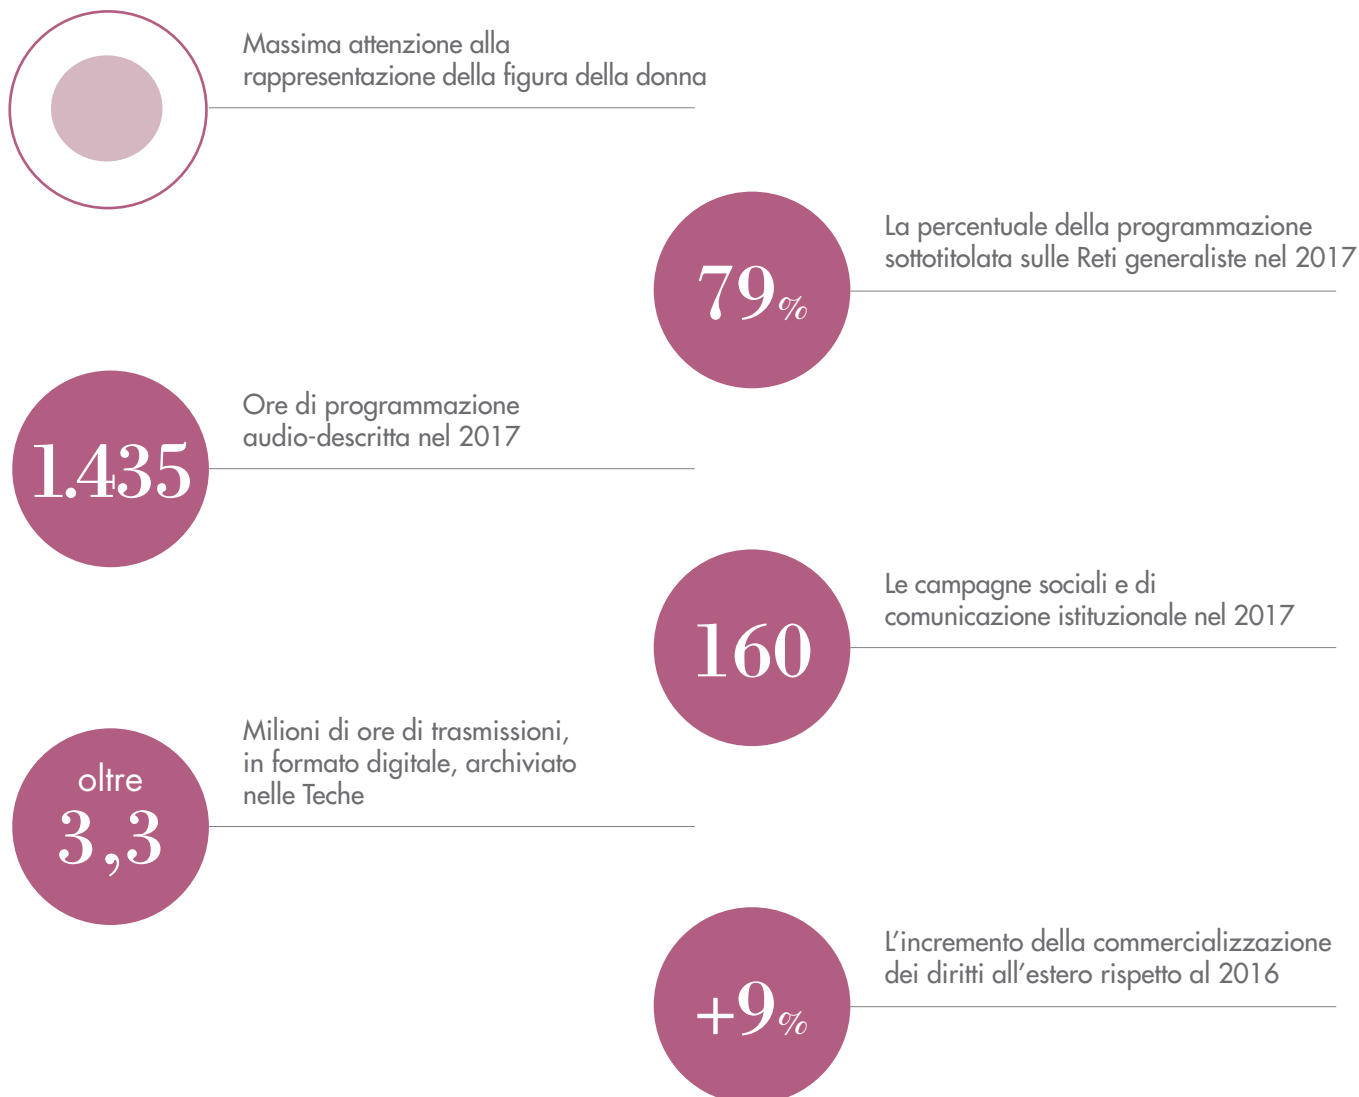 Massima attenzione alla
rappresentazione della figura della donna
79%
La percentuale della programmazione
sottotitolata sulle Reti generaliste nel 2017
1.435
Ore di programmazione
audio-descritta nel 2017
160
Le campagne sociali e di
comunicazione istituzionale nel 2017
oltre
3,3
Milioni di ore di trasmissioni,
in formato digitale, archiviato
nelle Teche
+9%
L'incremento della commercializzazione
dei diritti all'estero rispetto al 2016